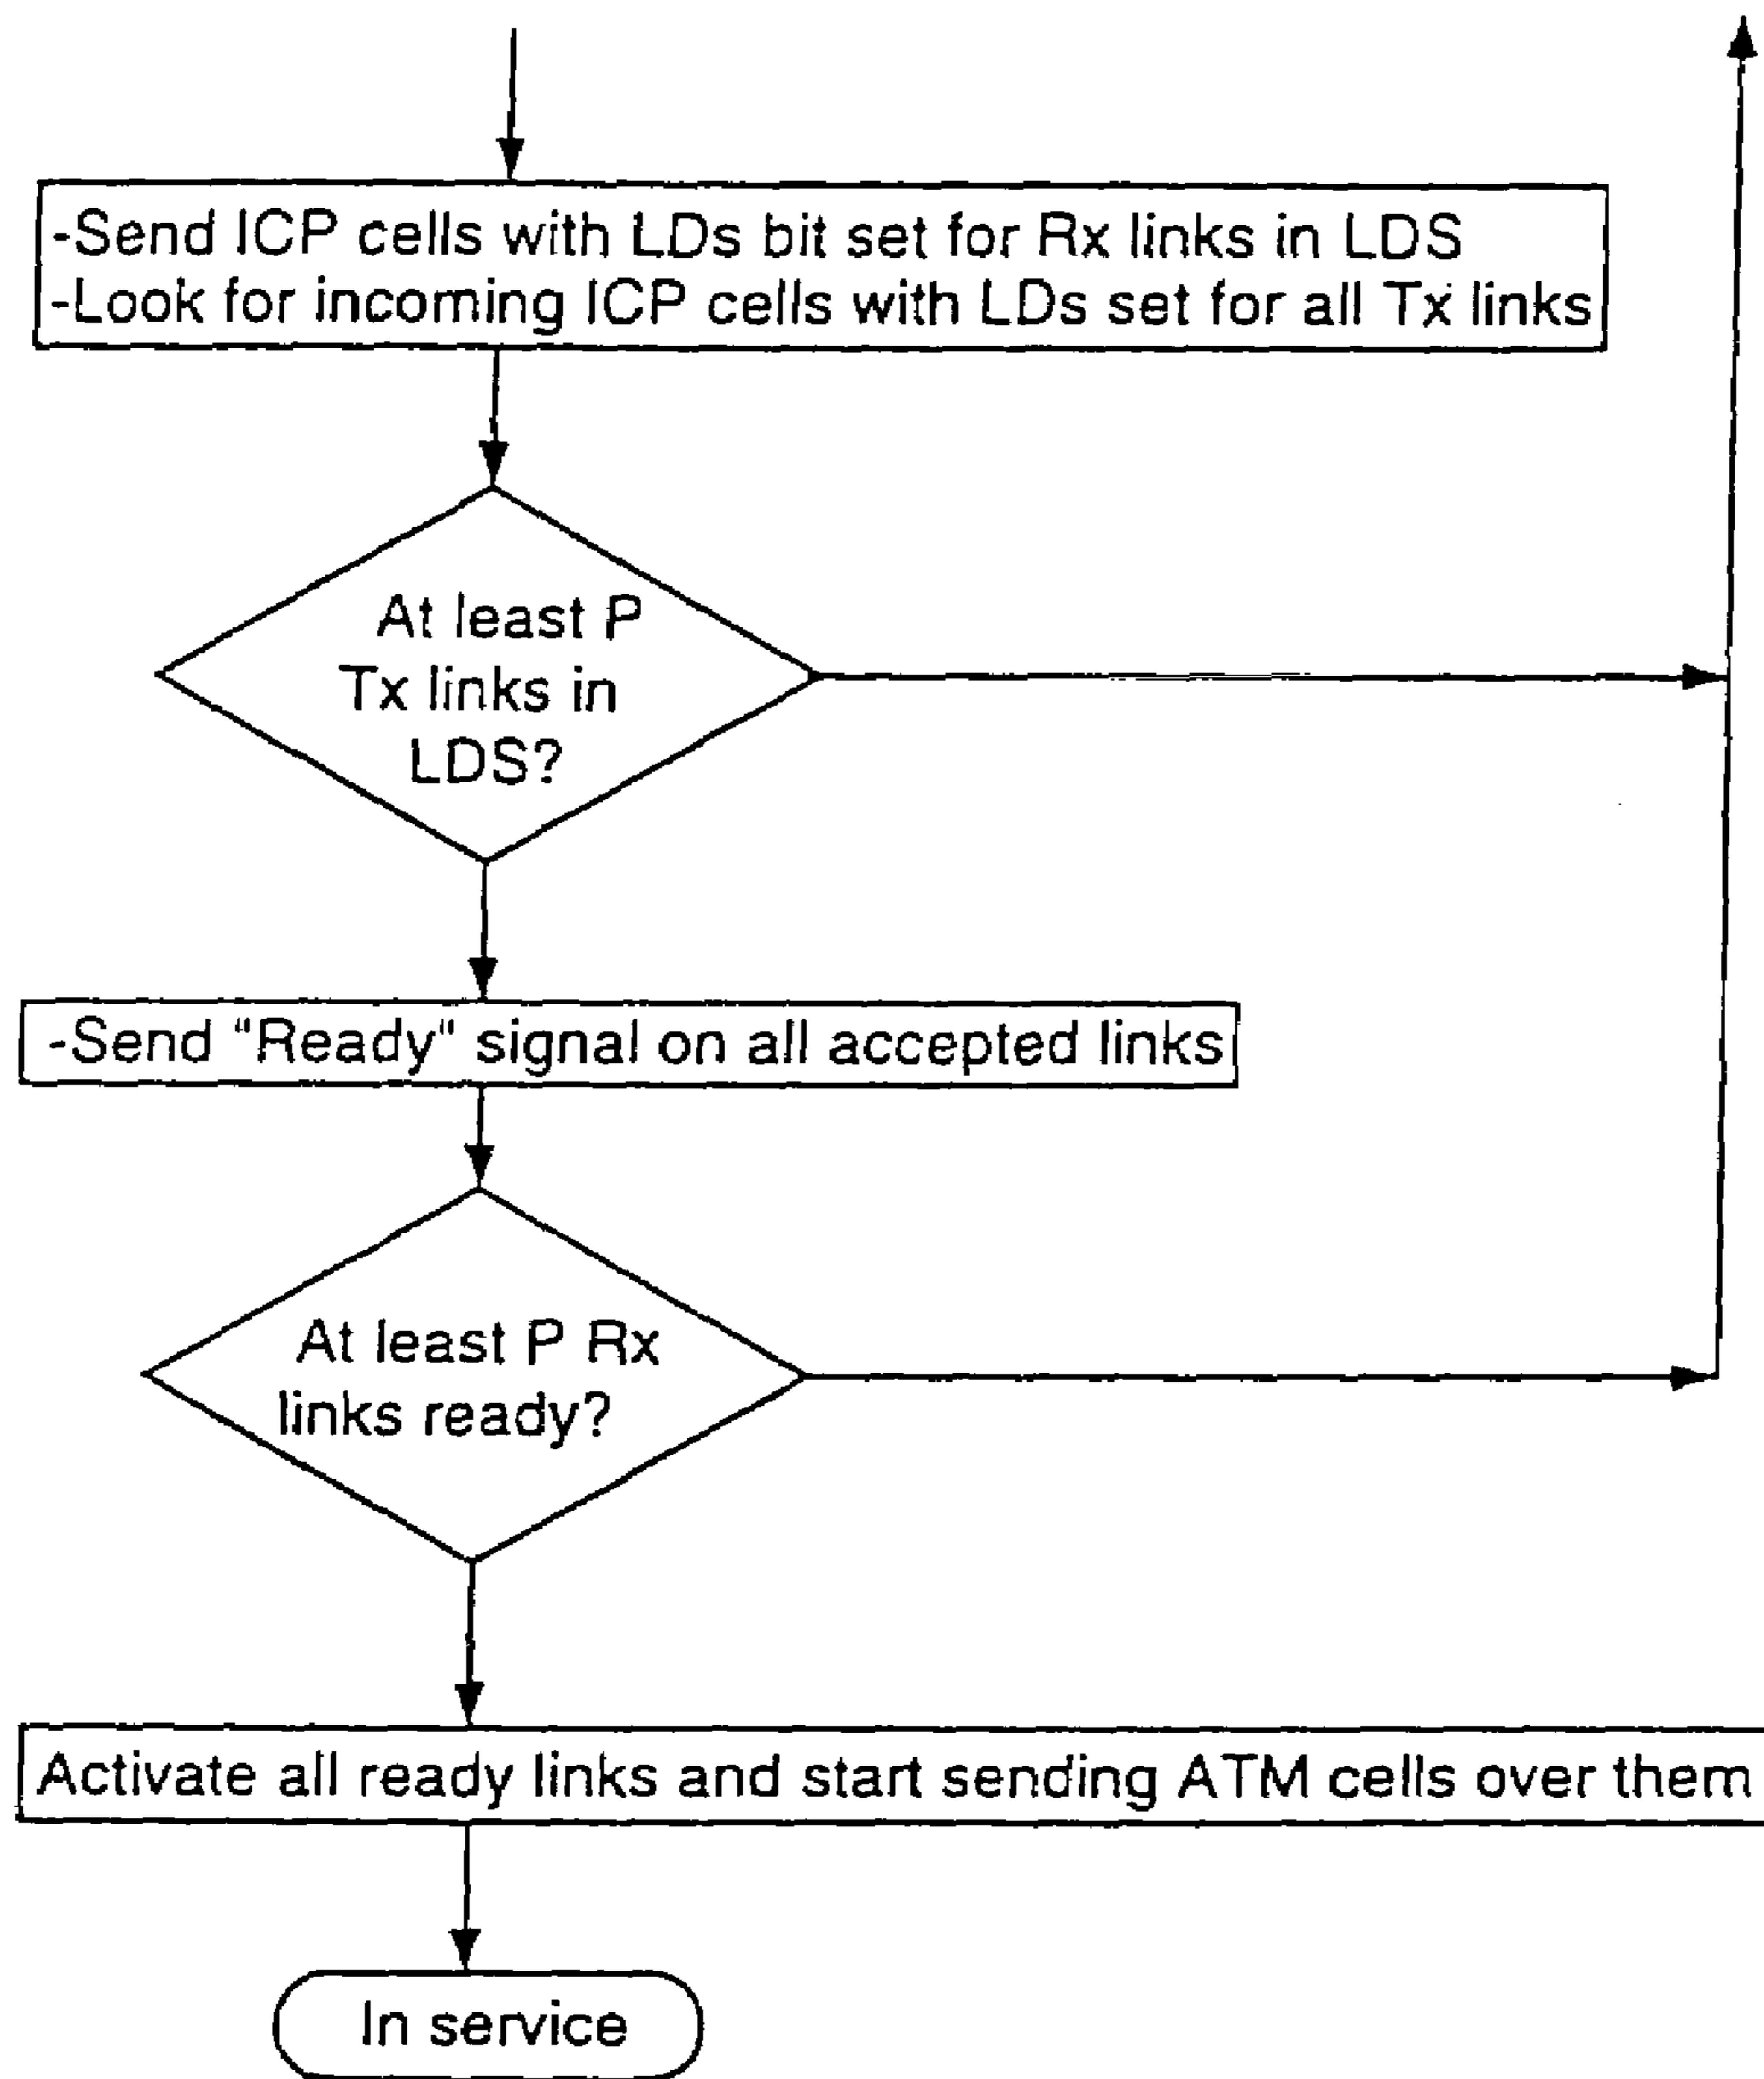 -Send ICP cells with LDs bit set for Rx links in LDS
-Look for incoming ICP cells with LDs set for all Tx links
At least P
Tx links in
LDS?
-Send "Ready" signal on all accepted links
At least P Rx
links ready?
Activate all ready links and start sending ATM cells over them
In service